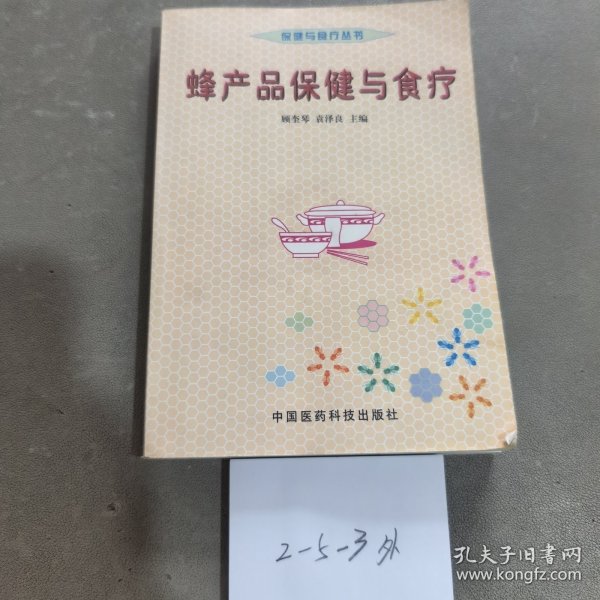 保健与食疗丛书
蜂产品保健与食疗
顾奎琴 袁泽良 主编
中国医药科技出版社
2-5-3外
孔夫子旧书网
www.kongfz.com